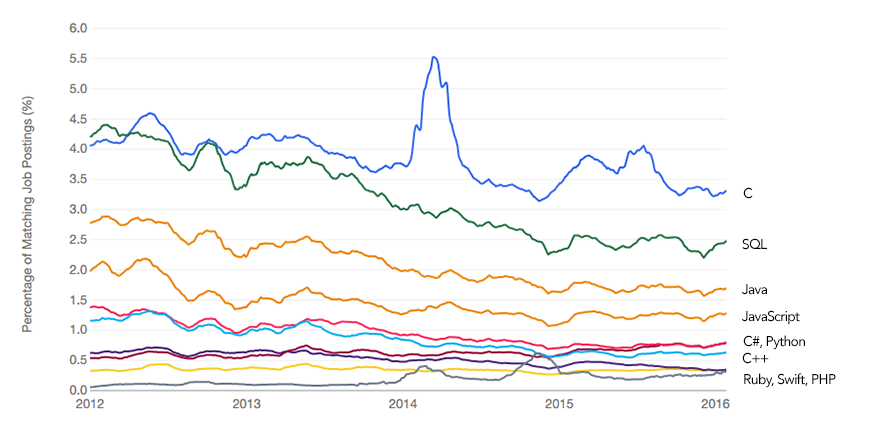 Percentage of Matching Job Postings (%)
6.0
5.5
5.0
4.5
4.0
3.5
3.0
2.5
2.0
1.5
1.0
0.5
0.0
2012 2013 2014 2015 2016
C
SQL
Java
JavaScript
C#, Python
C++
Ruby, Swift, PHP